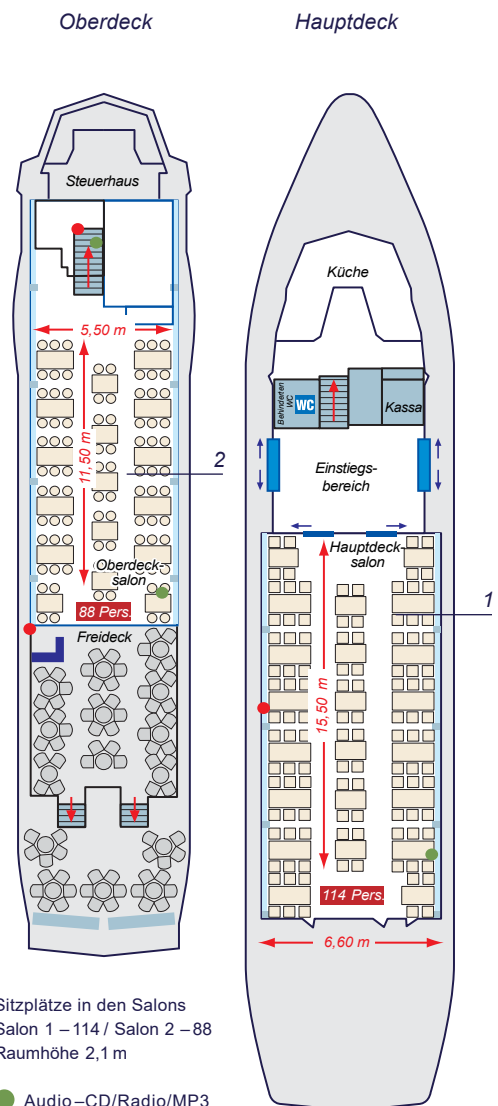 Oberdeck
Hauptdeck
Steuerhaus
5,50 m
11,50 m
2
Oberdeck-
salon
88 Pers.
Freideck
Küche
Behinderten
WC
WC
Kassa
Einstiegs-
bereich
Hauptdeck-
salon
1
15,50 m
114 Pers.
6,60 m
Sitzplätze in den Salons
Salon 1 – 114 / Salon 2 – 88
Raumhöhe 2,1 m
Audio–CD/Radio/MP3